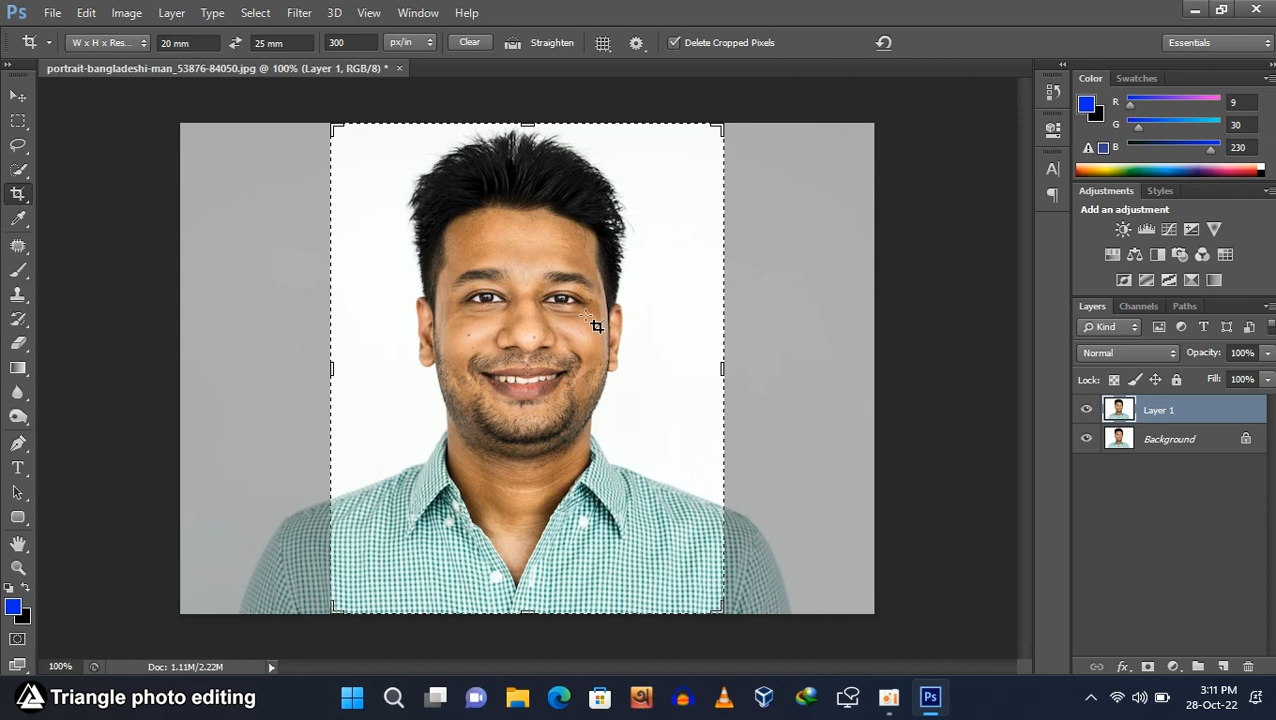 Ps File Edit Image Layer Type Select Filter 3D View Window Help
W x H x Res... 20 mm 25 mm 300 px/in Clear Straighten Delete Cropped Pixels Essentials
portrait-bangladeshi-man_53876-84050.jpg @ 100% (Layer 1, RGB/8) *
Color Swatches
R 9
G 30
B 230
Adjustments Styles
Add an adjustment
Layers Channels Paths
Kind
Normal Opacity: 100%
Lock: Fill: 100%
Layer 1
Background
100% Doc: 1.11M/2.22M
Triangle photo editing
অ
Ps
3:11 PM
28-Oct-22